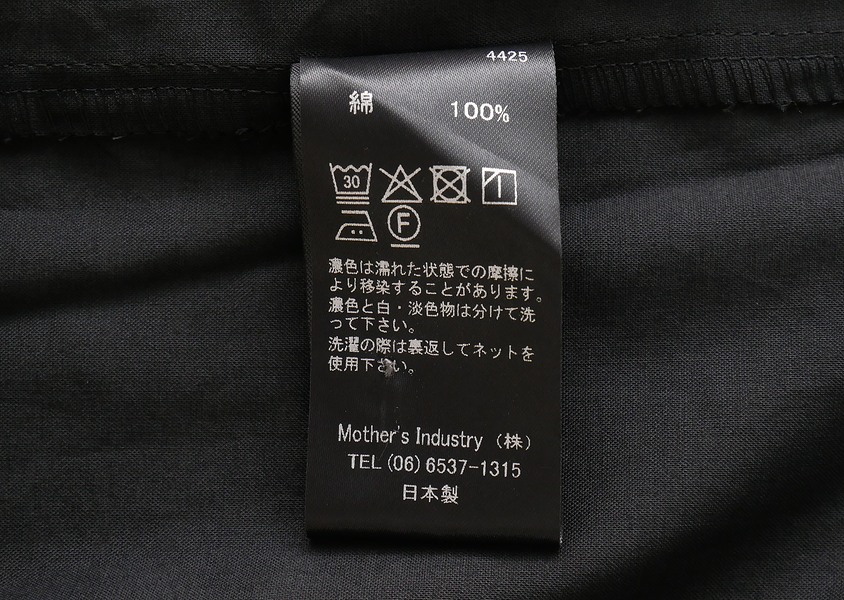 4425
綿 100%
30
F
濃色は濡れた状態での摩擦に
より移染することがあります。
濃色と白・淡色物は分けて洗
って下さい。
洗濯の際は裏返してネットを
使用下さい。
Mother's Industry (株)
TEL(06)6537-1315
日本製